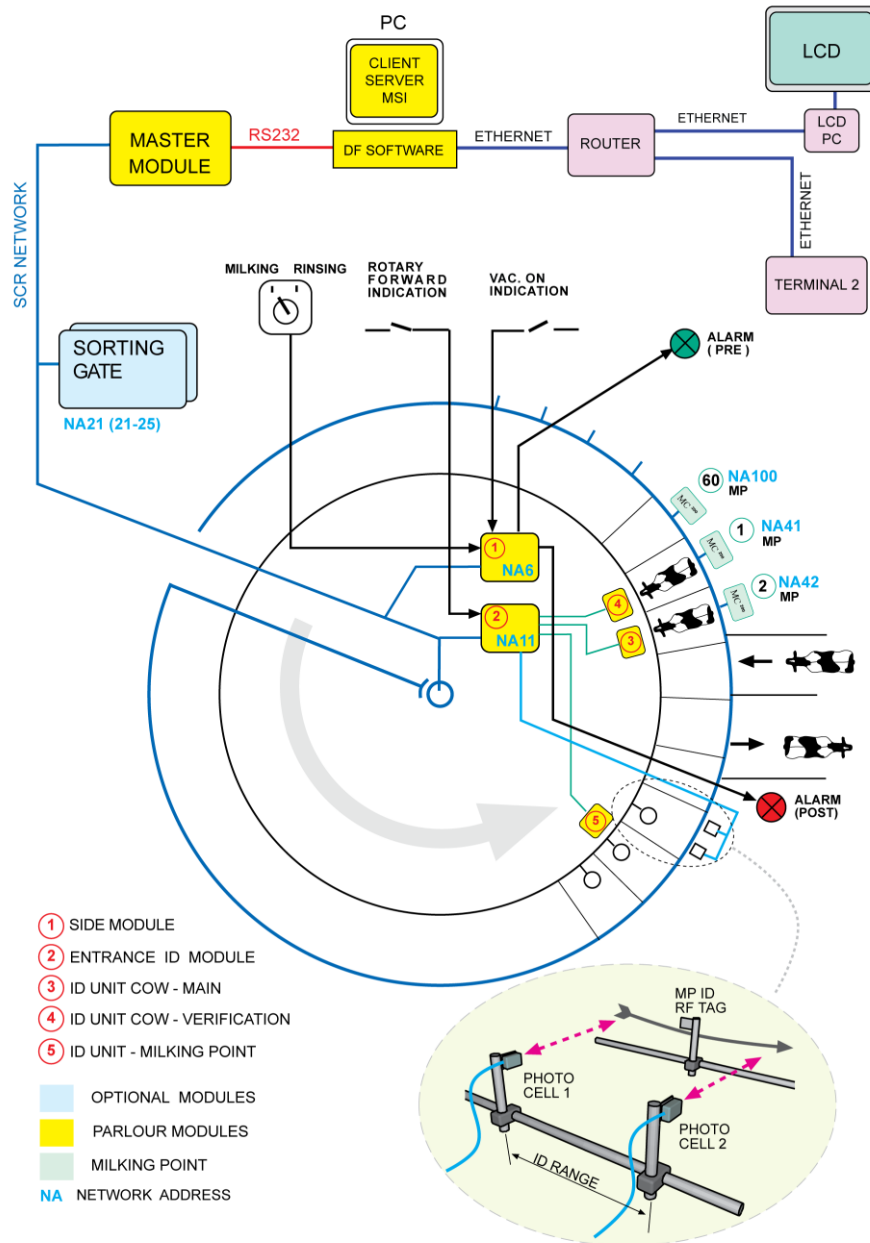 PC
CLIENT
SERVER
MSI
LCD
MASTER
MODULE
RS232
DF SOFTWARE
ETHERNET
ROUTER
ETHERNET
LCD
PC
ETHERNET
TERMINAL 2
SCR NETWORK
MILKING RINSING
ROTARY
FORWARD
INDICATION
VAC. ON
INDICATION
ALARM
( PRE )
SORTING
GATE
NA21 (21-25)
60 NA100
MP
MC
1 NA41
MP
MC
2 NA42
MP
MC
1
NA6
2
NA11
4
3
5
ALARM
(POST)
1 SIDE MODULE
2 ENTRANCE ID MODULE
3 ID UNIT COW - MAIN
4 ID UNIT COW - VERIFICATION
5 ID UNIT - MILKING POINT
OPTIONAL MODULES
PARLOUR MODULES
MILKING POINT
NA NETWORK ADDRESS
MP ID
RF TAG
PHOTO
CELL 1
PHOTO
CELL 2
ID RANGE